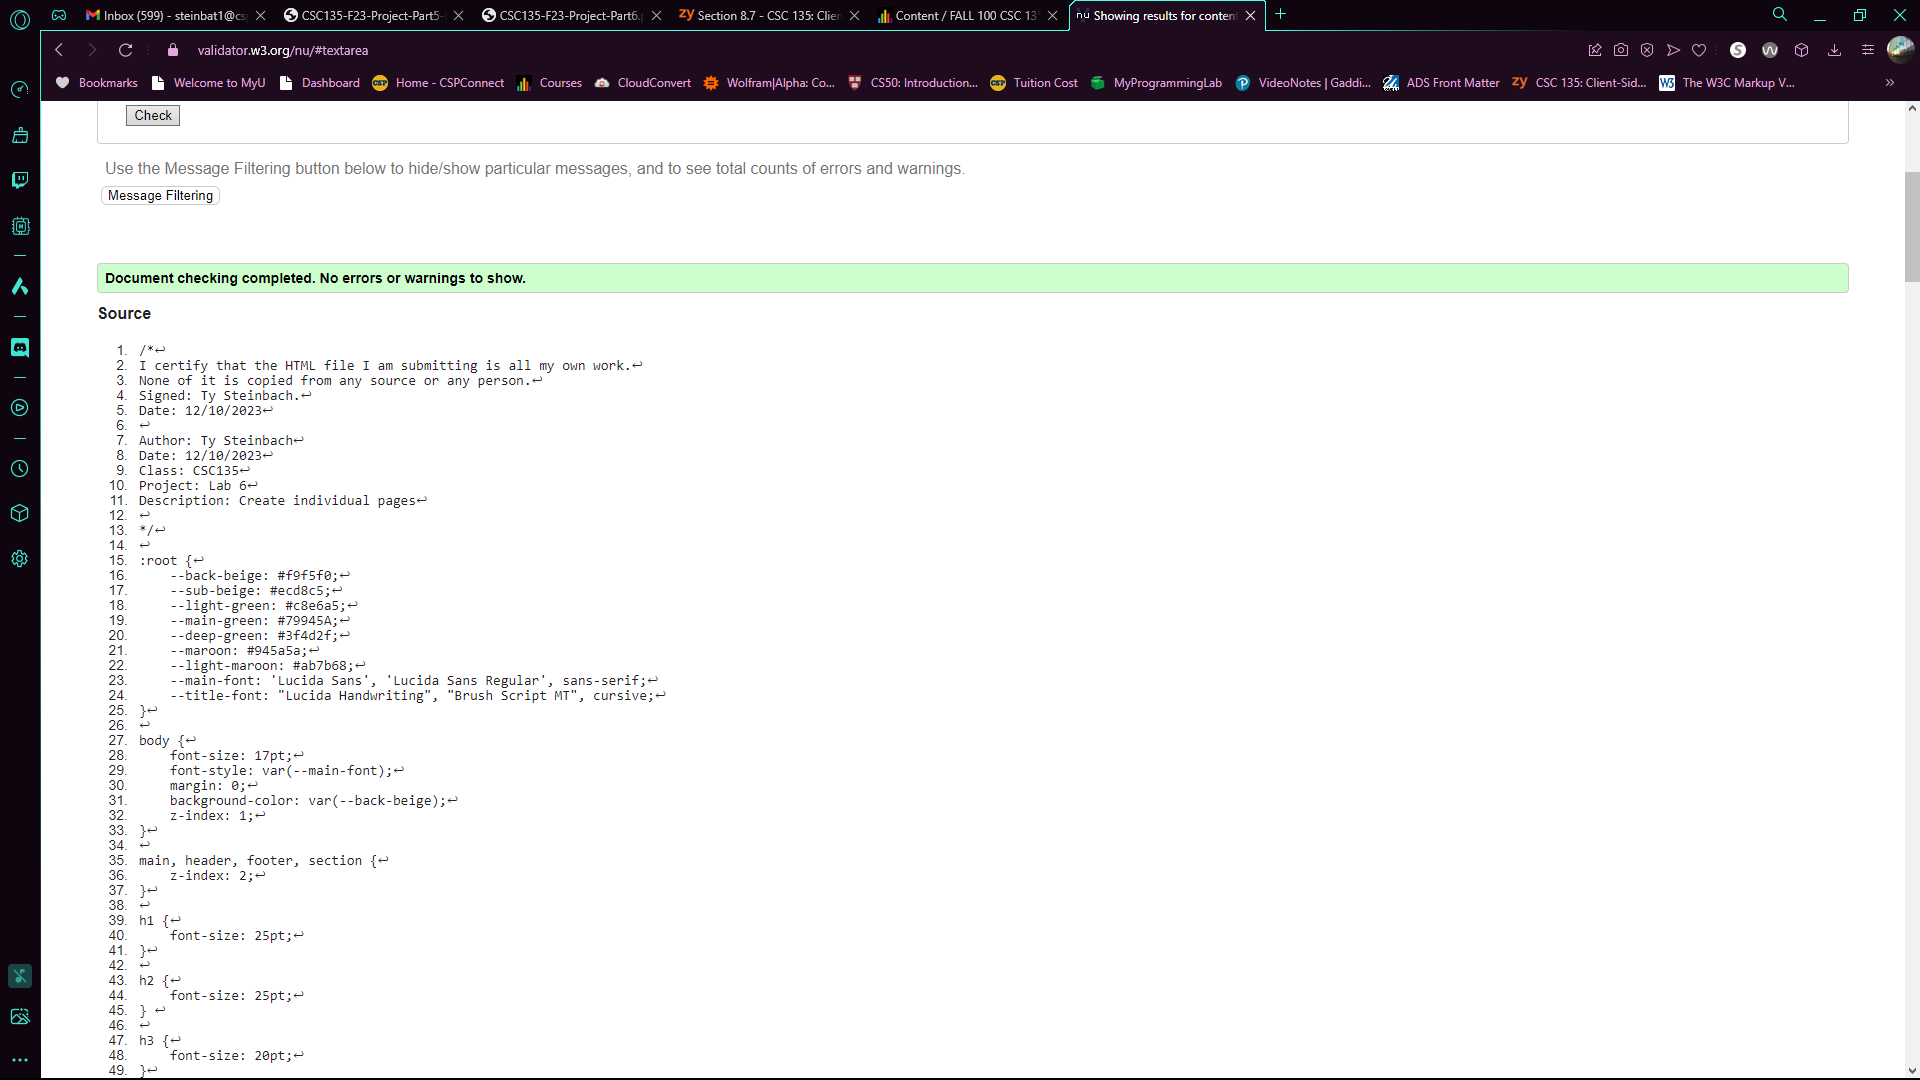 Inbox (599) - steinbat1@cs
CSC135-F23-Project-Part5-
CSC135-F23-Project-Part6.
zy Section 8.7 - CSC 135: Clien
Content / FALL 100 CSC 13
nu Showing results for conten
validator.w3.org/nu/#textarea
Bookmarks
Welcome to MyU
Dashboard
CSP Home - CSPConnect
Courses
CloudConvert
Wolfram|Alpha: Co...
CS50: Introduction...
CSP Tuition Cost
MyProgrammingLab
VideoNotes | Gaddi...
ADS Front Matter
zy CSC 135: Client-Sid...
W3 The W3C Markup V...
Check
Use the Message Filtering button below to hide/show particular messages, and to see total counts of errors and warnings.
Message Filtering
Document checking completed. No errors or warnings to show.
Source
1. /*↩
2. I certify that the HTML file I am submitting is all my own work.↩
3. None of it is copied from any source or any person.↩
4. Signed: Ty Steinbach.↩
5. Date: 12/10/2023↩
6. ↩
7. Author: Ty Steinbach↩
8. Date: 12/10/2023↩
9. Class: CSC135↩
10. Project: Lab 6↩
11. Description: Create individual pages↩
12. ↩
13. */↩
14. ↩
15. :root {↩
16. --back-beige: #f9f5f0;↩
17. --sub-beige: #ecd8c5;↩
18. --light-green: #c8e6a5;↩
19. --main-green: #79945A;↩
20. --deep-green: #3f4d2f;↩
21. --maroon: #945a5a;↩
22. --light-maroon: #ab7b68;↩
23. --main-font: 'Lucida Sans', 'Lucida Sans Regular', sans-serif;↩
24. --title-font: "Lucida Handwriting", "Brush Script MT", cursive;↩
25. }↩
26. ↩
27. body {↩
28. font-size: 17pt;↩
29. font-style: var(--main-font);↩
30. margin: 0;↩
31. background-color: var(--back-beige);↩
32. z-index: 1;↩
33. }↩
34. ↩
35. main, header, footer, section {↩
36. z-index: 2;↩
37. }↩
38. ↩
39. h1 {↩
40. font-size: 25pt;↩
41. }↩
42. ↩
43. h2 {↩
44. font-size: 25pt;↩
45. } ↩
46. ↩
47. h3 {↩
48. font-size: 20pt;↩
49. }↩